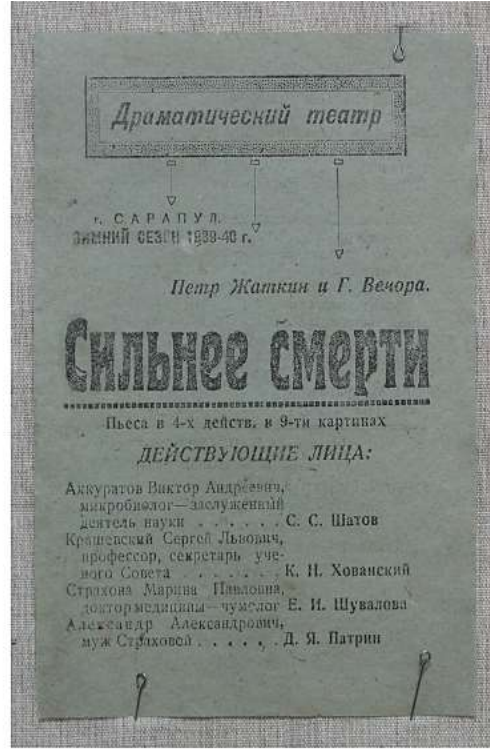 Драматический театр
г. САРАПУЛ.
ЗИМНИЙ СЕЗОН 1939-40 г.
Петр Жаткин и Г. Вечора.
Сильнее смерти
Пьеса в 4-х действ. в 9-ти картинах
ДЕЙСТВУЮЩИЕ ЛИЦА:
Аккуратов Виктор Андреевич,
микробиолог—заслуженный
деятель науки . . . . . . . С. С. Шатов
Крашевский Сергей Львович,
профессор, секретарь уче-
ного Совета . . . . . . . К. Н. Хованский
Страхова Марина Павловна,
доктор медицины—чумолог Е. И. Шувалова
Александр Александрович,
муж Страховой . . . . . . Д. Я. Патрин